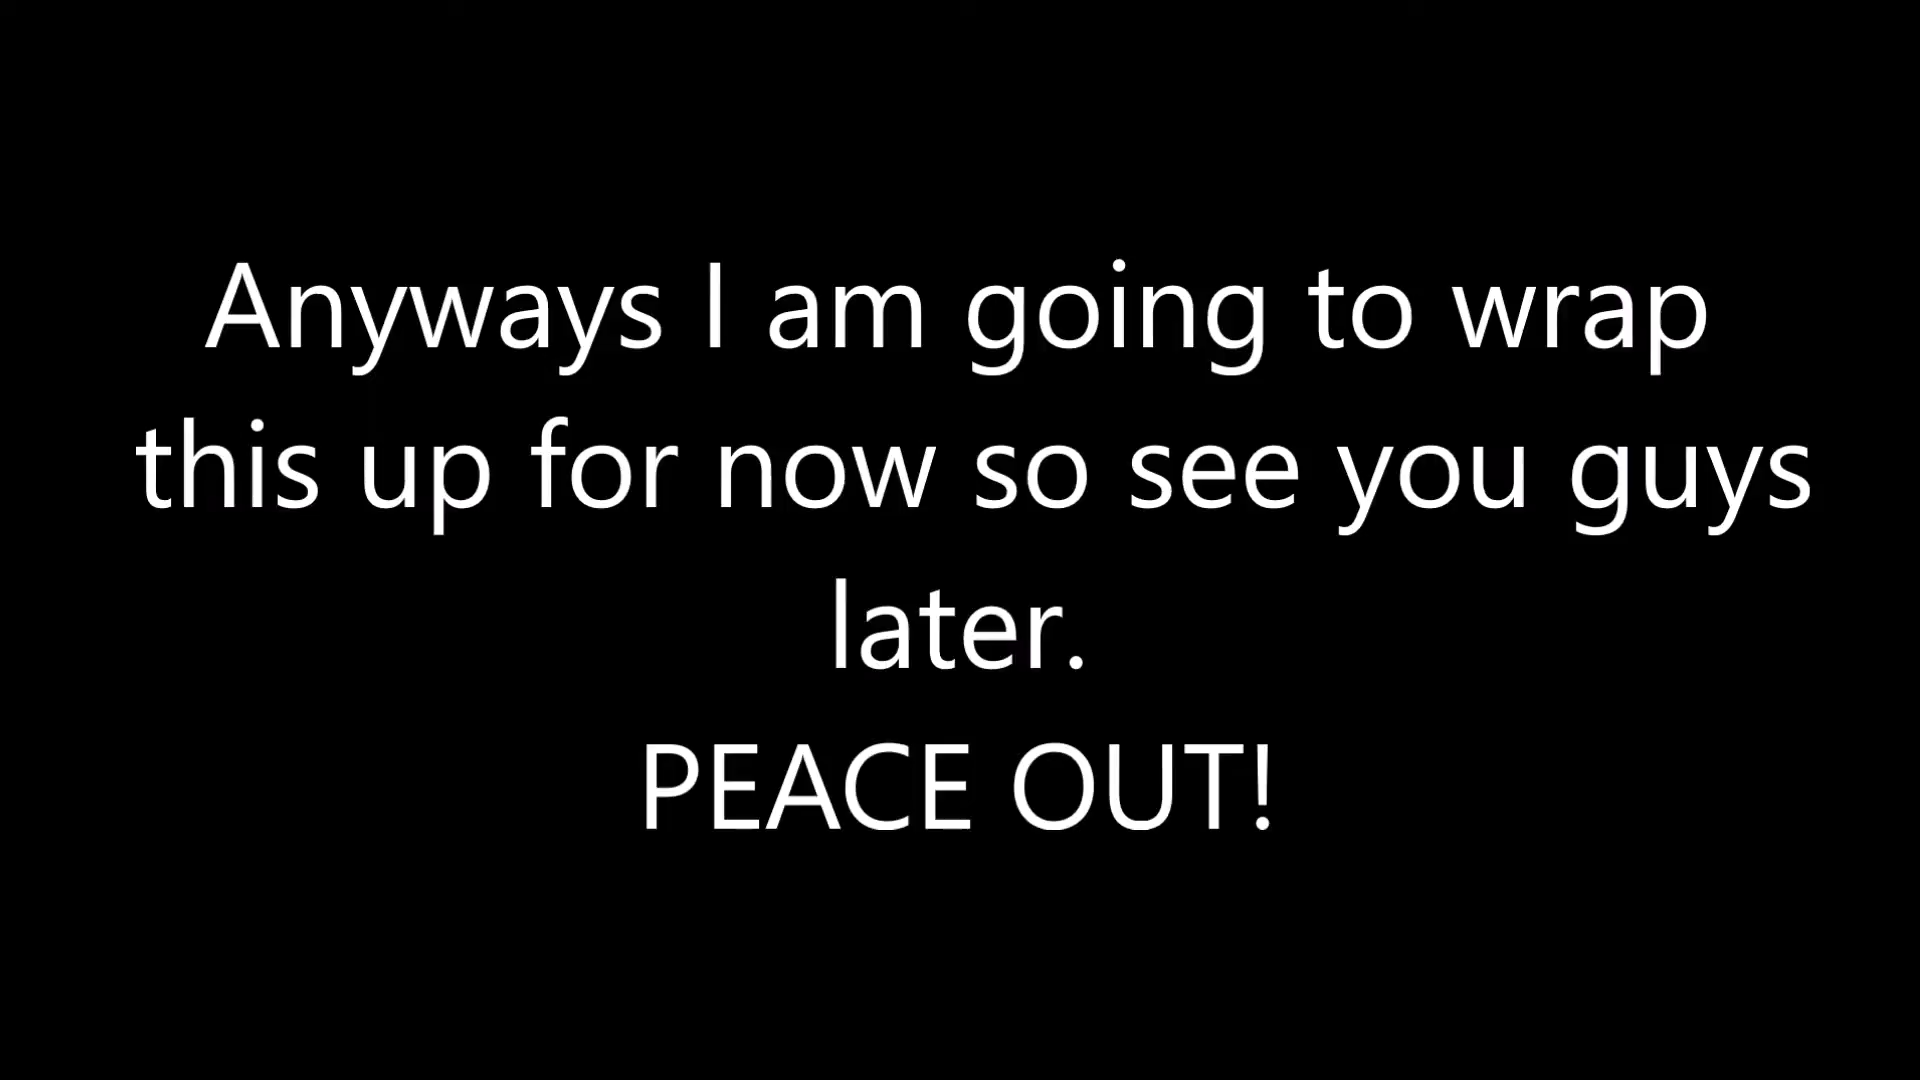 Anyways I am going to wrap
this up for now so see you guys
later.
PEACE OUT!